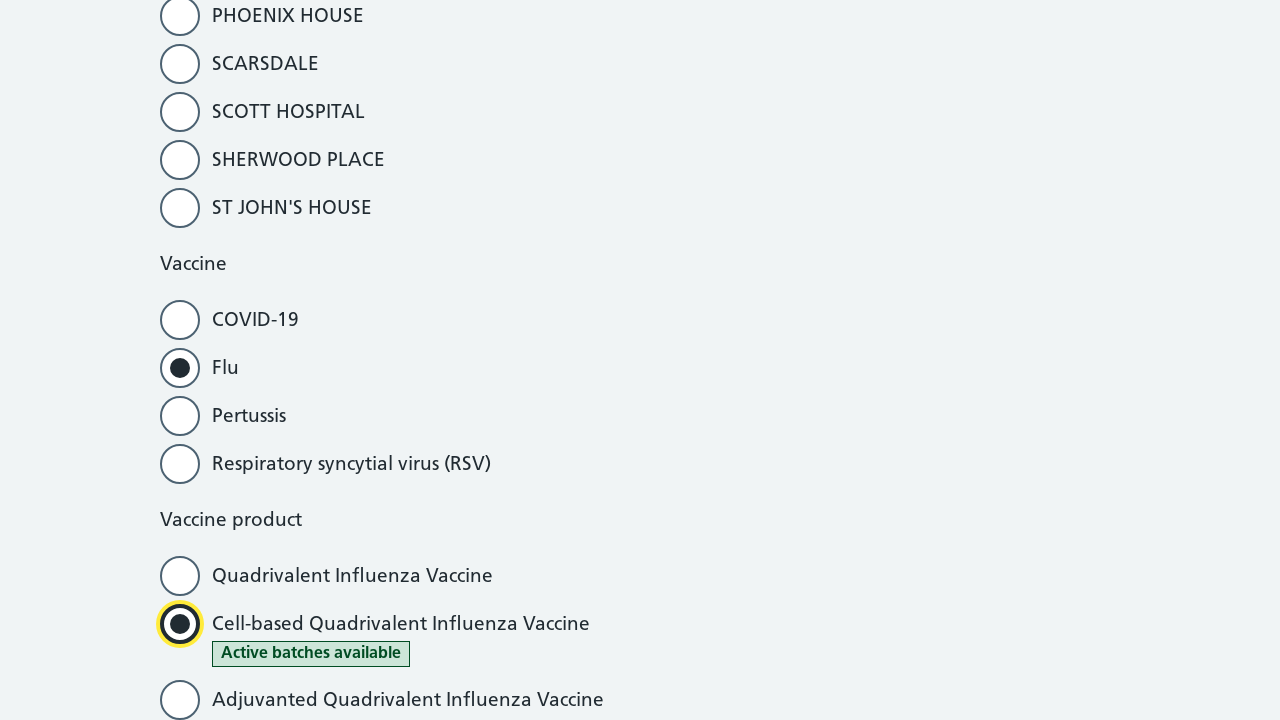 PHOENIX HOUSE
SCARSDALE
SCOTT HOSPITAL
SHERWOOD PLACE
ST JOHN'S HOUSE
Vaccine
COVID-19
Flu
Pertussis
Respiratory syncytial virus (RSV)
Vaccine product
Quadrivalent Influenza Vaccine
Cell-based Quadrivalent Influenza Vaccine
Active batches available
Adjuvanted Quadrivalent Influenza Vaccine